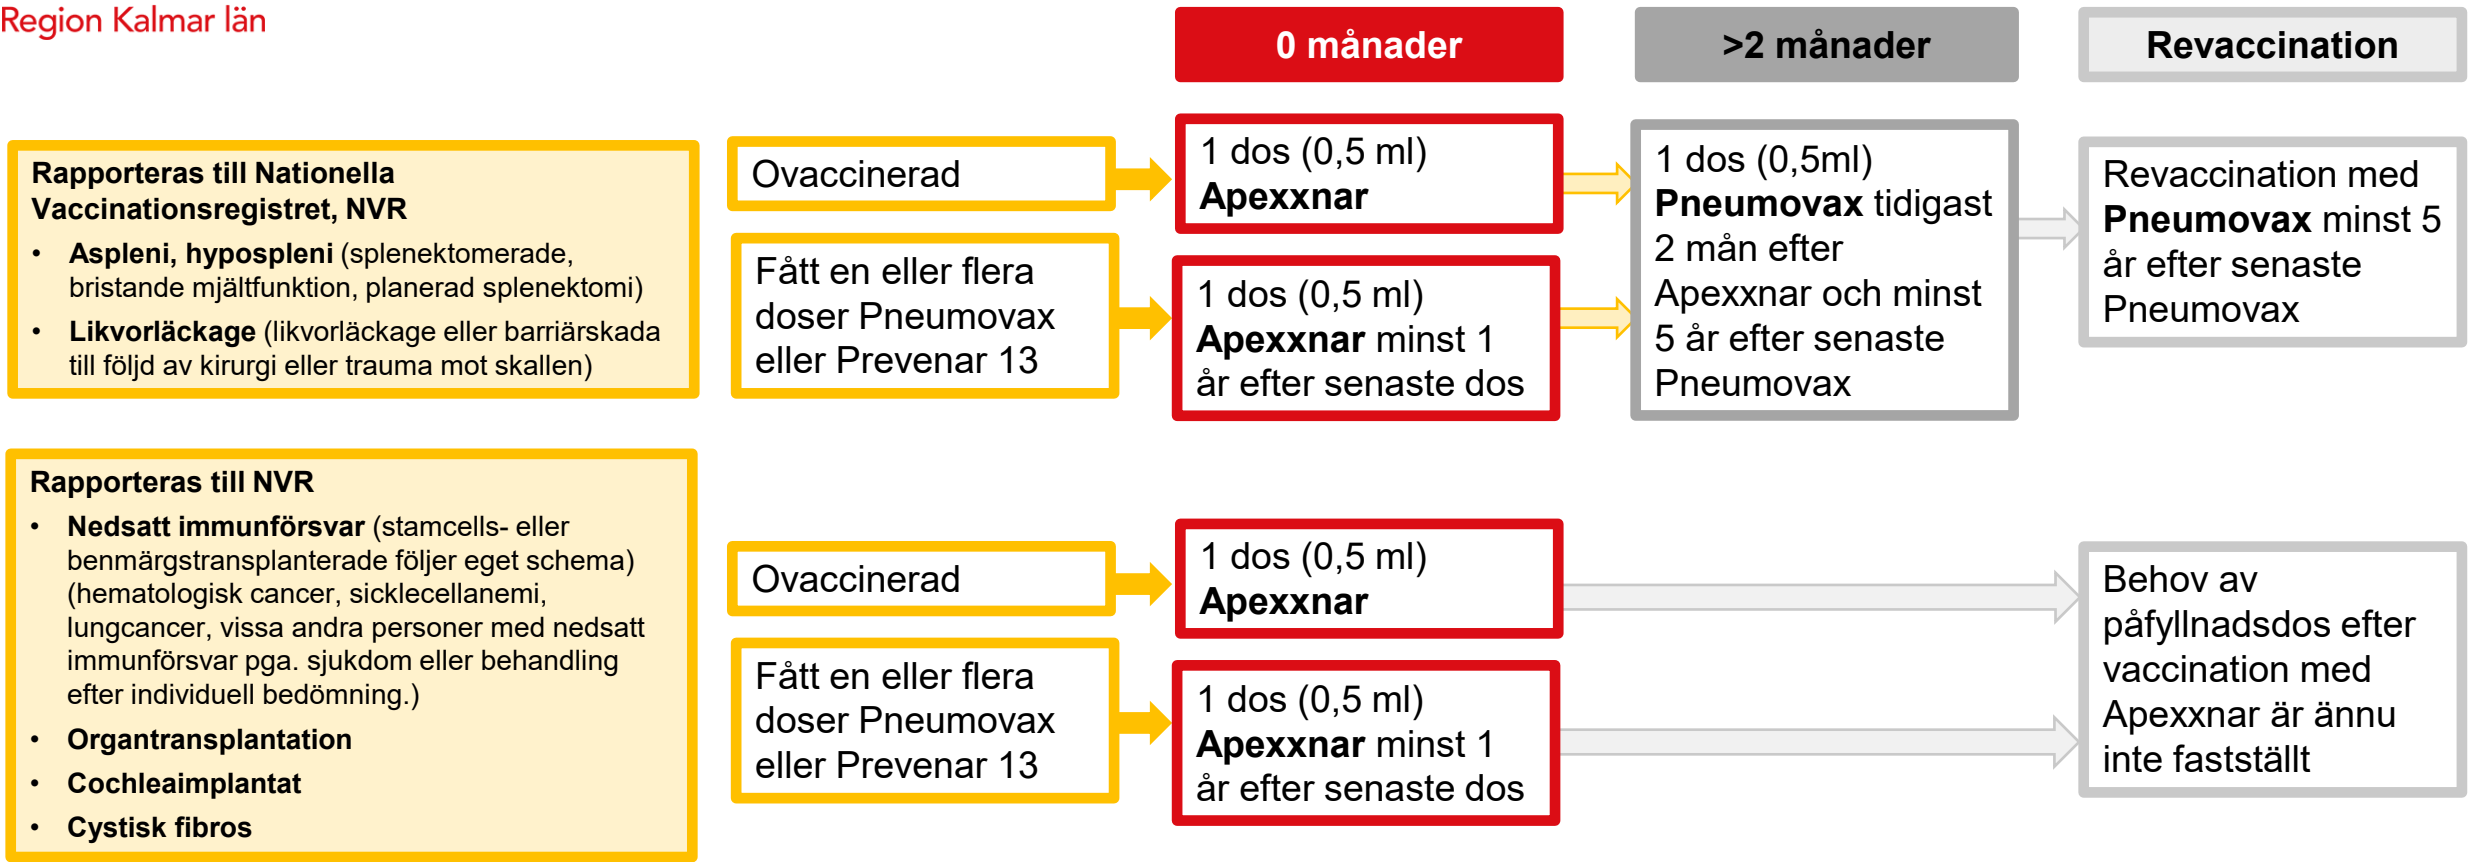 Region Kalmar län
0 månader
>2 månader
Revaccination
Rapporteras till Nationella
Vaccinationsregistret, NVR
• Aspleni, hypospleni (splenektomerade,
bristande mjältfunktion, planerad splenektomi)
• Likvorläckage (likvorläckage eller barriärskada
till följd av kirurgi eller trauma mot skallen)
Ovaccinerad
1 dos (0,5 ml)
Apexxnar
Fått en eller flera
doser Pneumovax
eller Prevenar 13
1 dos (0,5 ml)
Apexxnar minst 1
år efter senaste dos
1 dos (0,5ml)
Pneumovax tidigast
2 mån efter
Apexxnar och minst
5 år efter senaste
Pneumovax
Revaccination med
Pneumovax minst 5
år efter senaste
Pneumovax
Rapporteras till NVR
• Nedsatt immunförsvar (stamcells- eller
benmärgstransplanterade följer eget schema)
(hematologisk cancer, sicklecellanemi,
lungcancer, vissa andra personer med nedsatt
immunförsvar pga. sjukdom eller behandling
efter individuell bedömning.)
• Organtransplantation
• Cochleaimplantat
• Cystisk fibros
Ovaccinerad
1 dos (0,5 ml)
Apexxnar
Fått en eller flera
doser Pneumovax
eller Prevenar 13
1 dos (0,5 ml)
Apexxnar minst 1
år efter senaste dos
Behov av
påfyllnadsdos efter
vaccination med
Apexxnar är ännu
inte fastställt